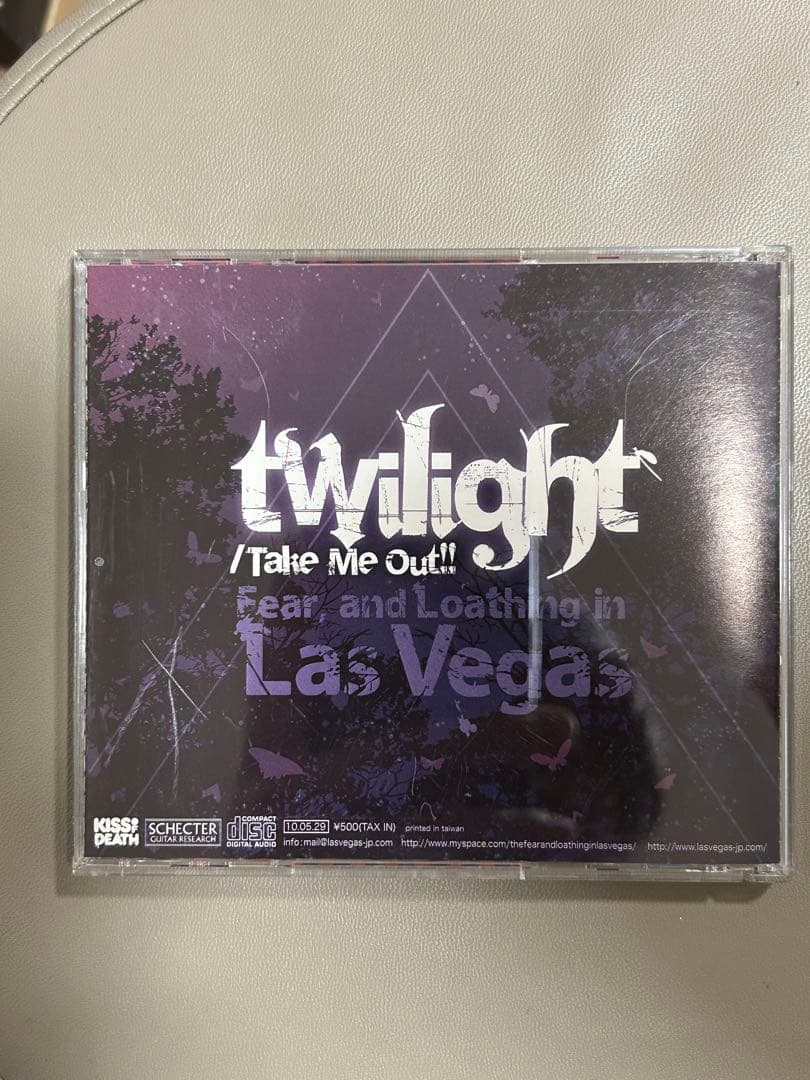 twilight
/Take Me Out!!
Fear, and Loathing in
Las Vegas
KISS OF DEATH
SCHECTER
GUITAR RESEARCH
COMPACT
disc
DIGITAL AUDIO
10.05.29 ¥500(TAX IN) printed in taiwan
info:mail@lasvegas-jp.com http://www.myspace.com/thefearandloathinginlasvegas/ http://www.lasvegas-jp.com/